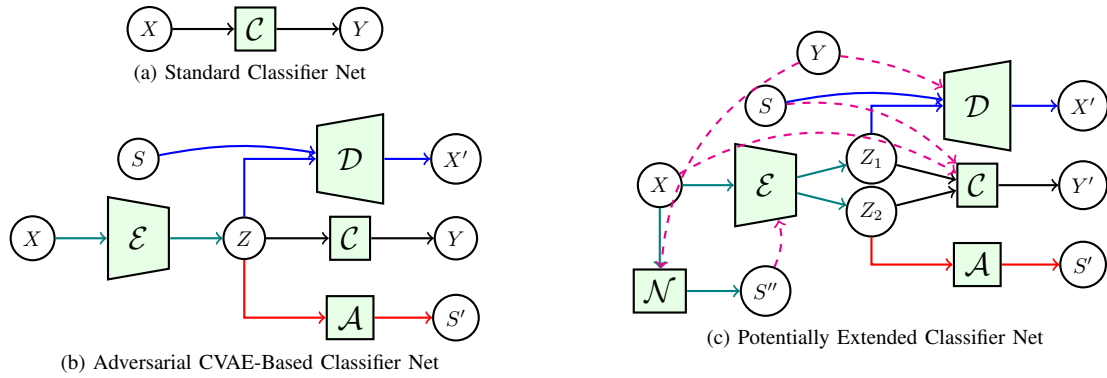 X
C
Y
(a) Standard Classifier Net
S
D
X'
X
E
Z
C
Y
A
S'
(b) Adversarial CVAE-Based Classifier Net
Y
S
D
X'
Z₁
X
E
C
Y'
Z₂
N
S''
A
S'
(c) Potentially Extended Classifier Net